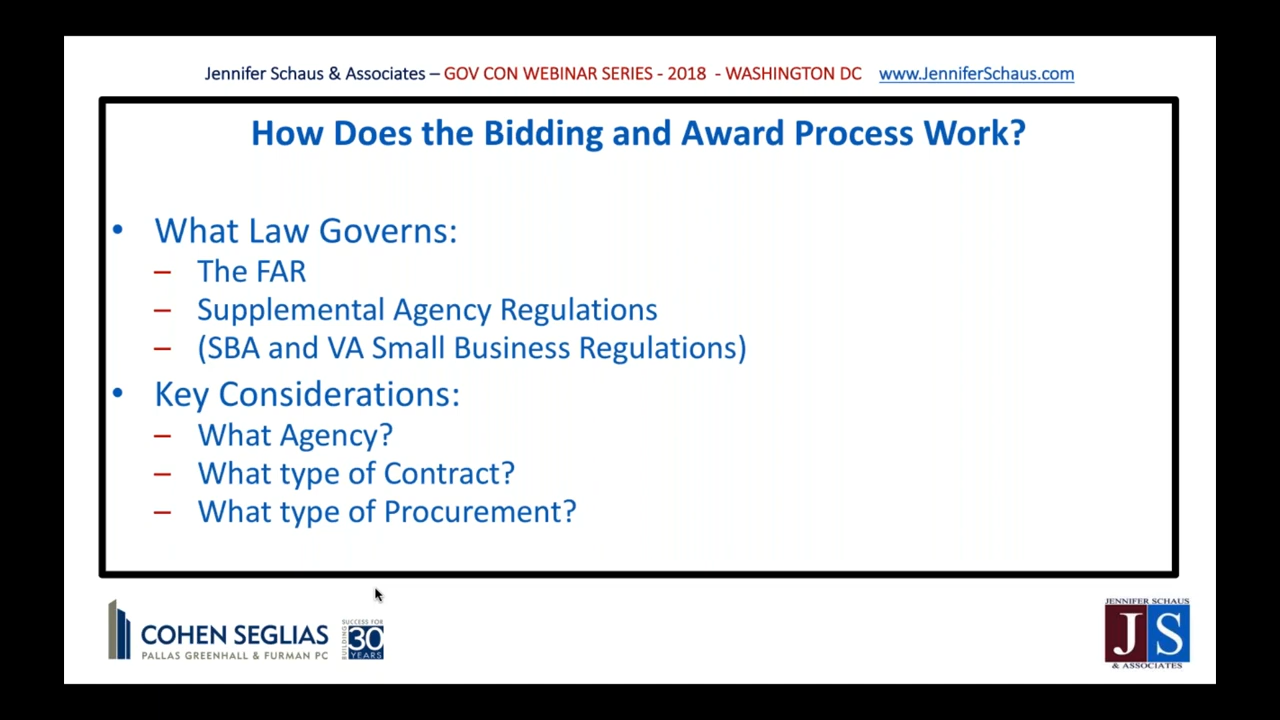 Jennifer Schaus & Associates – GOV CON WEBINAR SERIES - 2018 - WASHINGTON DC www.JenniferSchaus.com
How Does the Bidding and Award Process Work?
• What Law Governs:
– The FAR
– Supplemental Agency Regulations
– (SBA and VA Small Business Regulations)
• Key Considerations:
– What Agency?
– What type of Contract?
– What type of Procurement?
COHEN SEGLIAS
PALLAS GREENHALL & FURMAN PC
BUILDING
SUCCESS FOR
30
YEARS
JENNIFER SCHAUS
JS
& ASSOCIATES